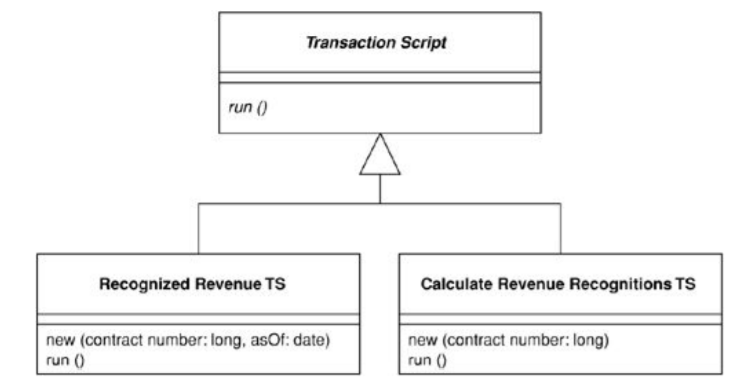 Transaction Script
run ()
Recognized Revenue TS
new (contract number: long, asOf: date)
run ()
Calculate Revenue Recognitions TS
new (contract number: long)
run ()